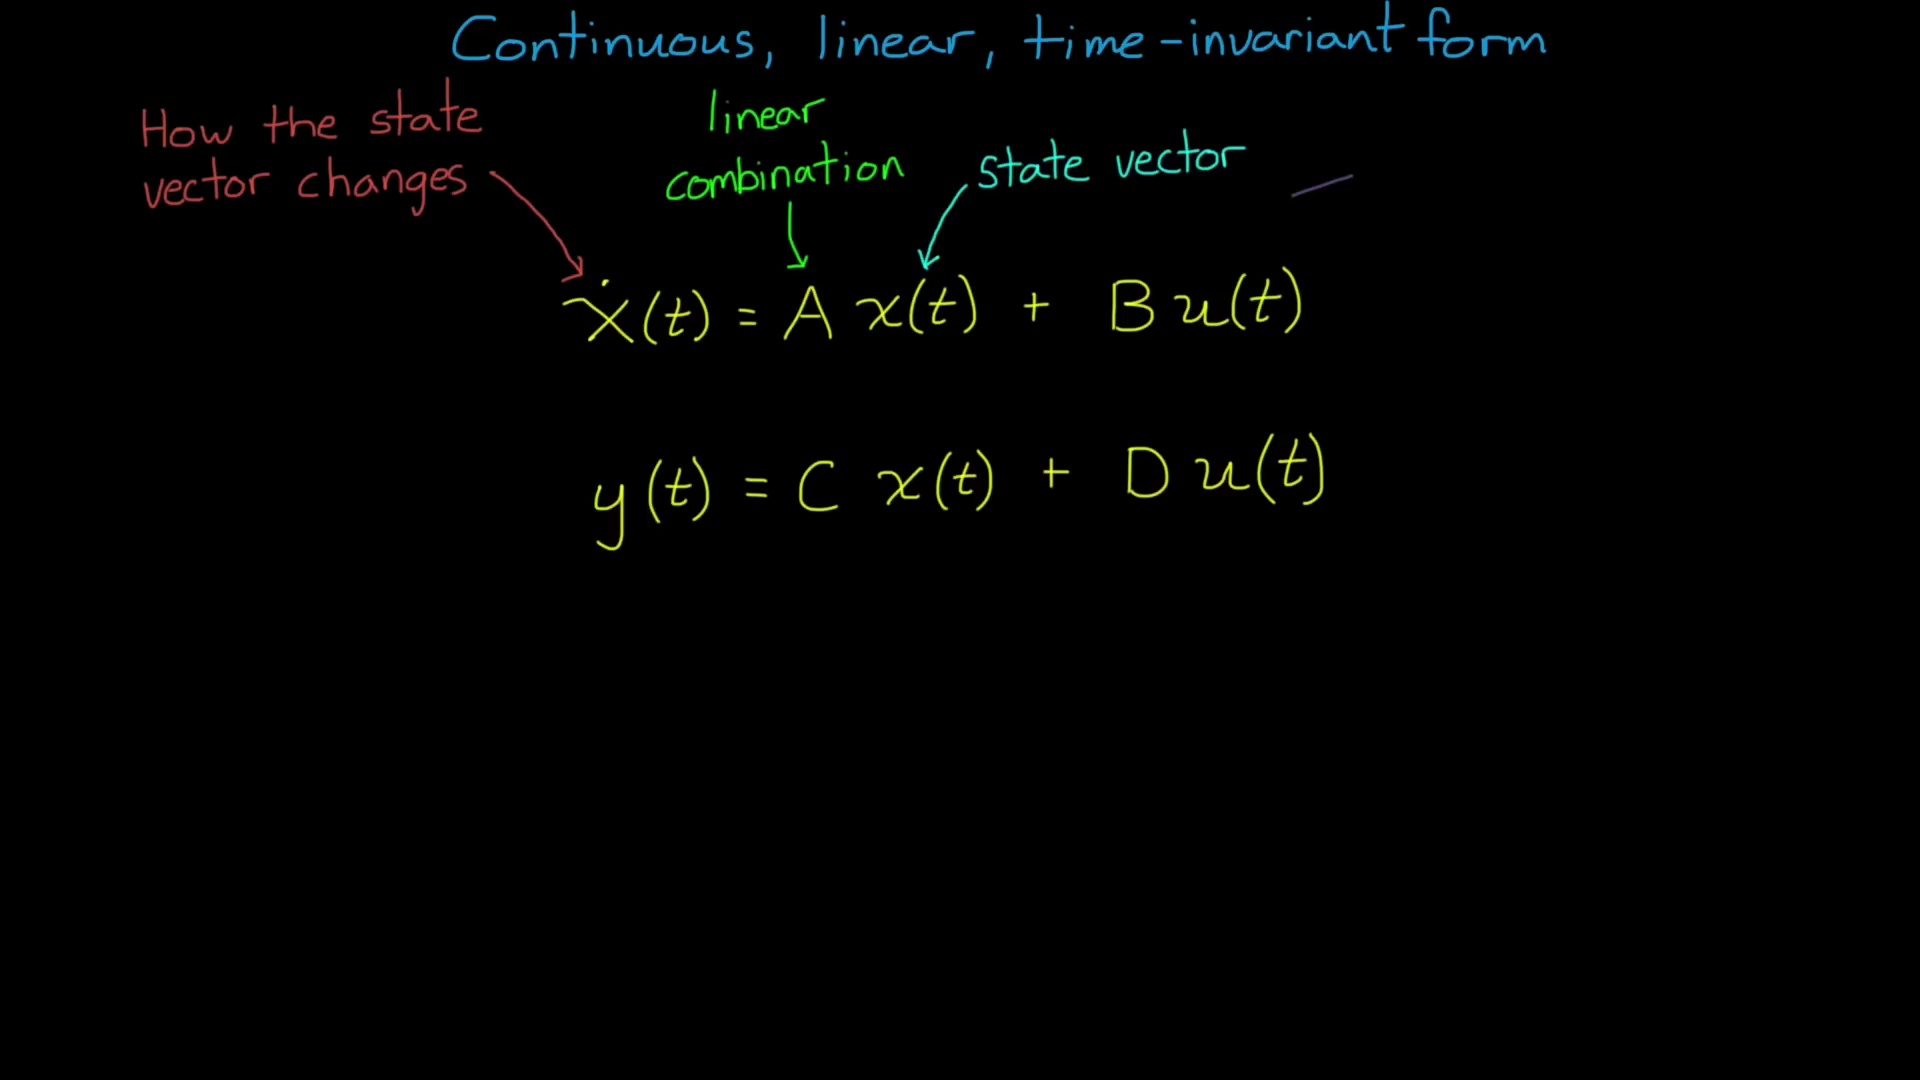 Continuous, linear, time-invariant form
How the state
vector changes
linear
combination
state vector
ẋ(t) = A x(t) + B u(t)
y(t) = C x(t) + D u(t)